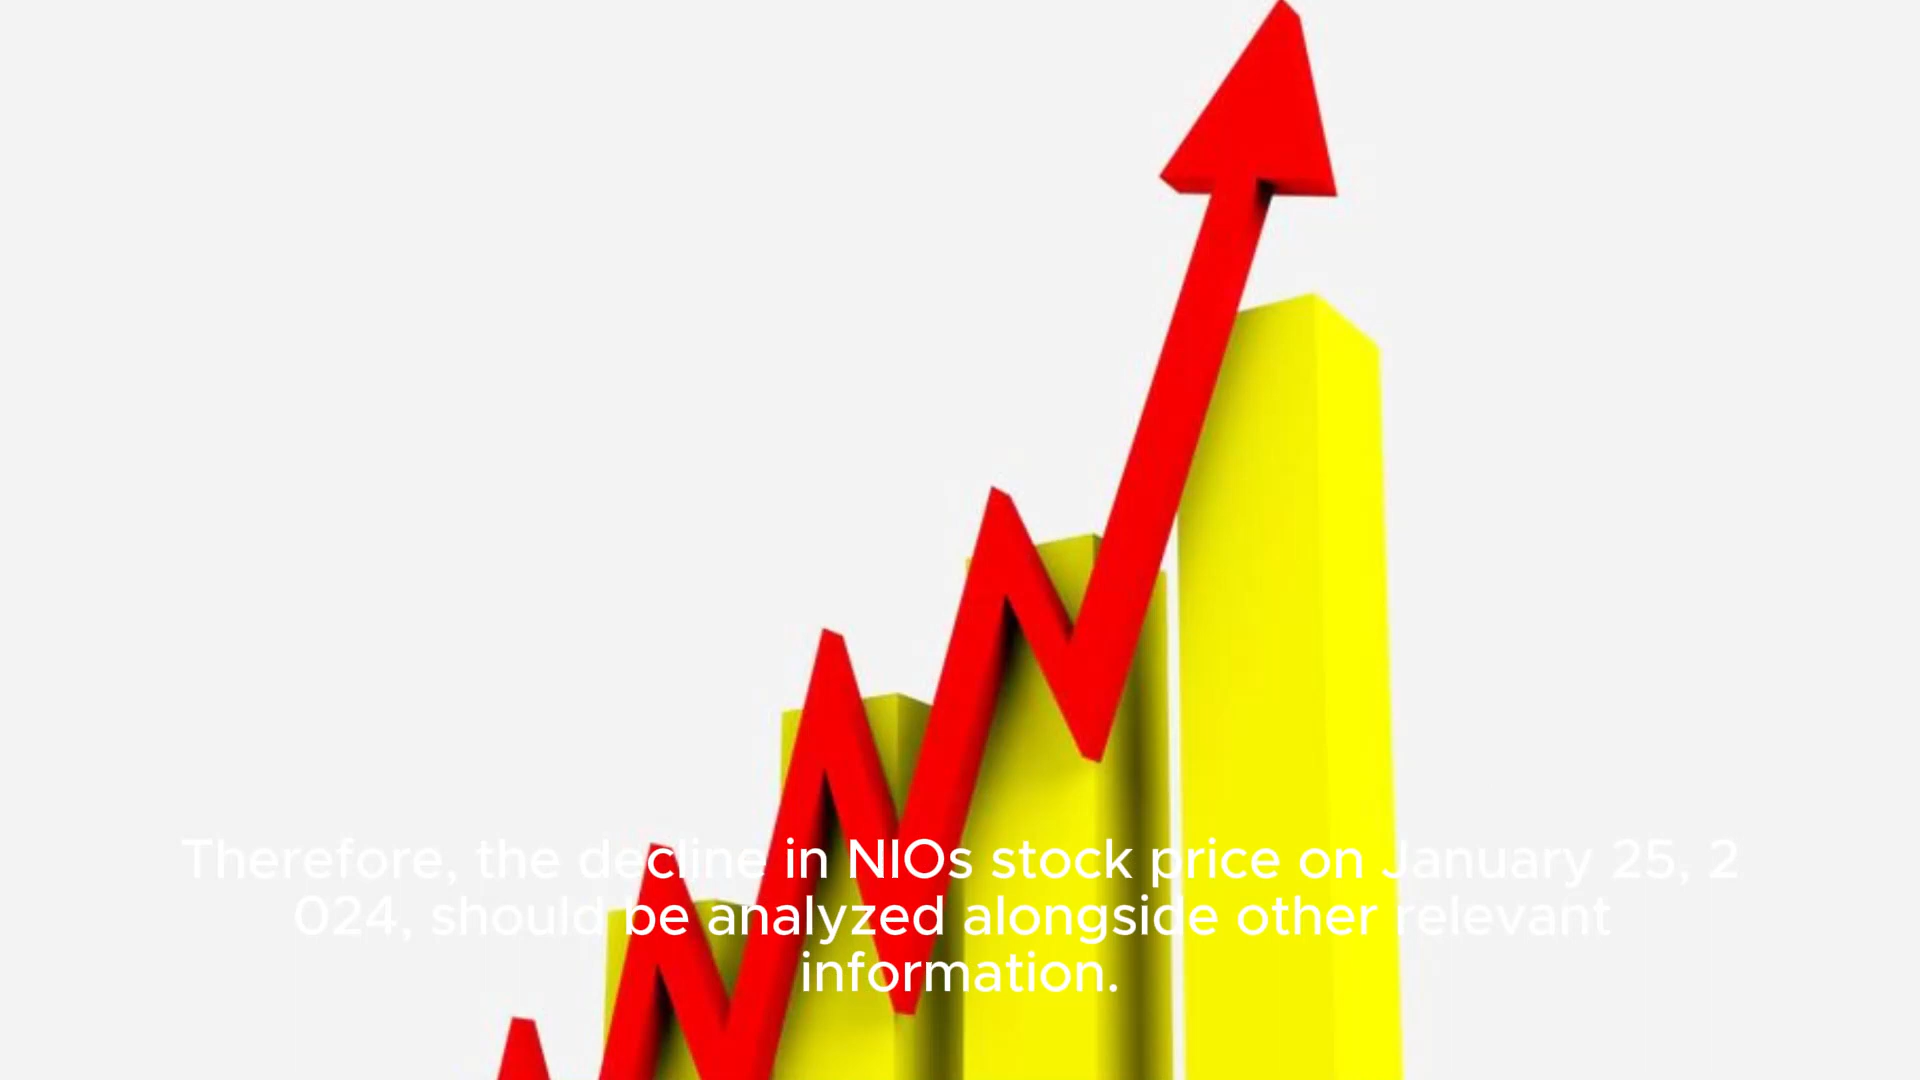 Therefore, the decline in NIOs stock price on January 25, 2
024, should be analyzed alongside other relevant
information.